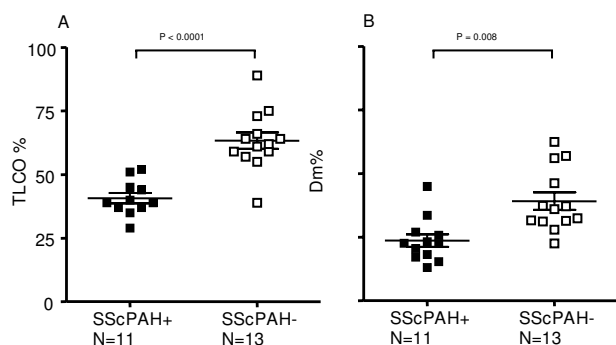 A
B
P < 0.0001
P = 0.008
100
75
50
25
0
TLCO %
Dm%
SScPAH+
N=11
SScPAH-
N=13
SScPAH+
N=11
SScPAH-
N=13